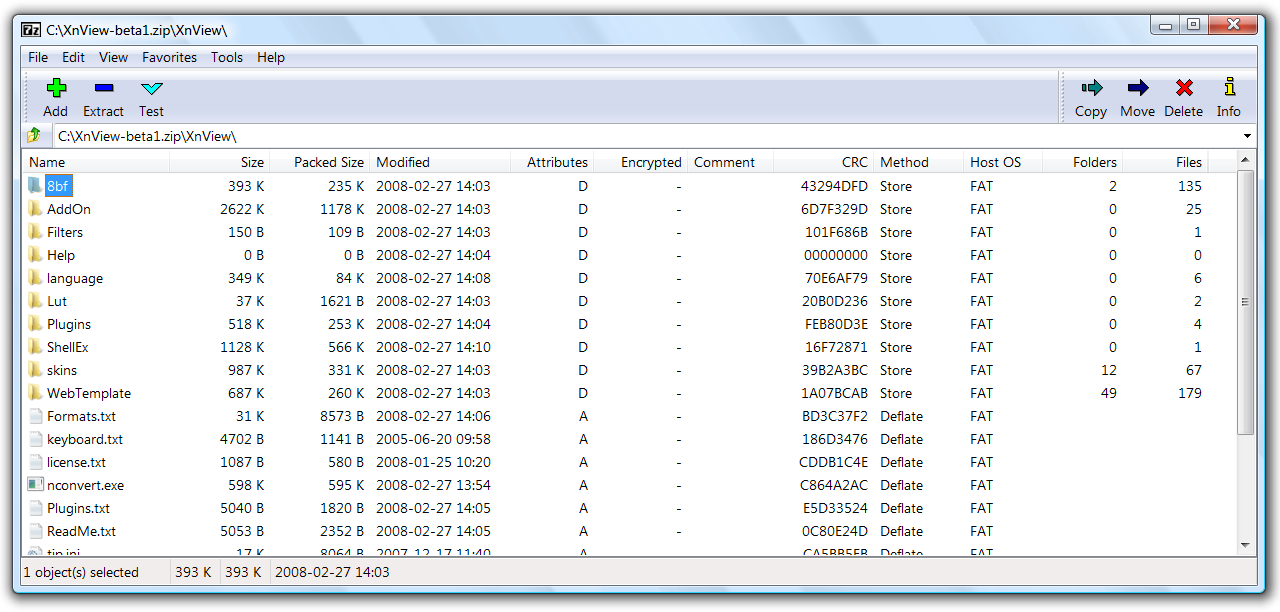 7z C:\XnView-beta1.zip\XnView\
File Edit View Favorites Tools Help
Add Extract Test Copy Move Delete Info
C:\XnView-beta1.zip\XnView\
Name Size Packed Size Modified Attributes Encrypted Comment CRC Method Host OS Folders Files
8bf 393 K 235 K 2008-02-27 14:03 D - 43294DFD Store FAT 2 135
AddOn 2622 K 1178 K 2008-02-27 14:03 D - 6D7F329D Store FAT 0 25
Filters 150 B 109 B 2008-02-27 14:03 D - 101F686B Store FAT 0 1
Help 0 B 0 B 2008-02-27 14:04 D - 00000000 Store FAT 0 0
language 349 K 84 K 2008-02-27 14:08 D - 70E6AF79 Store FAT 0 6
Lut 37 K 1621 B 2008-02-27 14:03 D - 20B0D236 Store FAT 0 2
Plugins 518 K 253 K 2008-02-27 14:04 D - FEB80D3E Store FAT 0 4
ShellEx 1128 K 566 K 2008-02-27 14:10 D - 16F72871 Store FAT 0 1
skins 987 K 331 K 2008-02-27 14:03 D - 39B2A3BC Store FAT 12 67
WebTemplate 687 K 260 K 2008-02-27 14:03 D - 1A07BCAB Store FAT 49 179
Formats.txt 31 K 8573 B 2008-02-27 14:06 A - BD3C37F2 Deflate FAT
keyboard.txt 4702 B 1141 B 2005-06-20 09:58 A - 186D3476 Deflate FAT
license.txt 1087 B 580 B 2008-01-25 10:20 A - CDDB1C4E Deflate FAT
nconvert.exe 598 K 595 K 2008-02-27 13:54 A - C864A2AC Deflate FAT
Plugins.txt 5040 B 1820 B 2008-02-27 14:05 A - E5D33524 Deflate FAT
ReadMe.txt 5053 B 2352 B 2008-02-27 14:05 A - 0C80E24D Deflate FAT
tip.ini 17 K 8064 B 2007-12-17 11:40 A - Deflate FAT
1 object(s) selected 393 K 393 K 2008-02-27 14:03